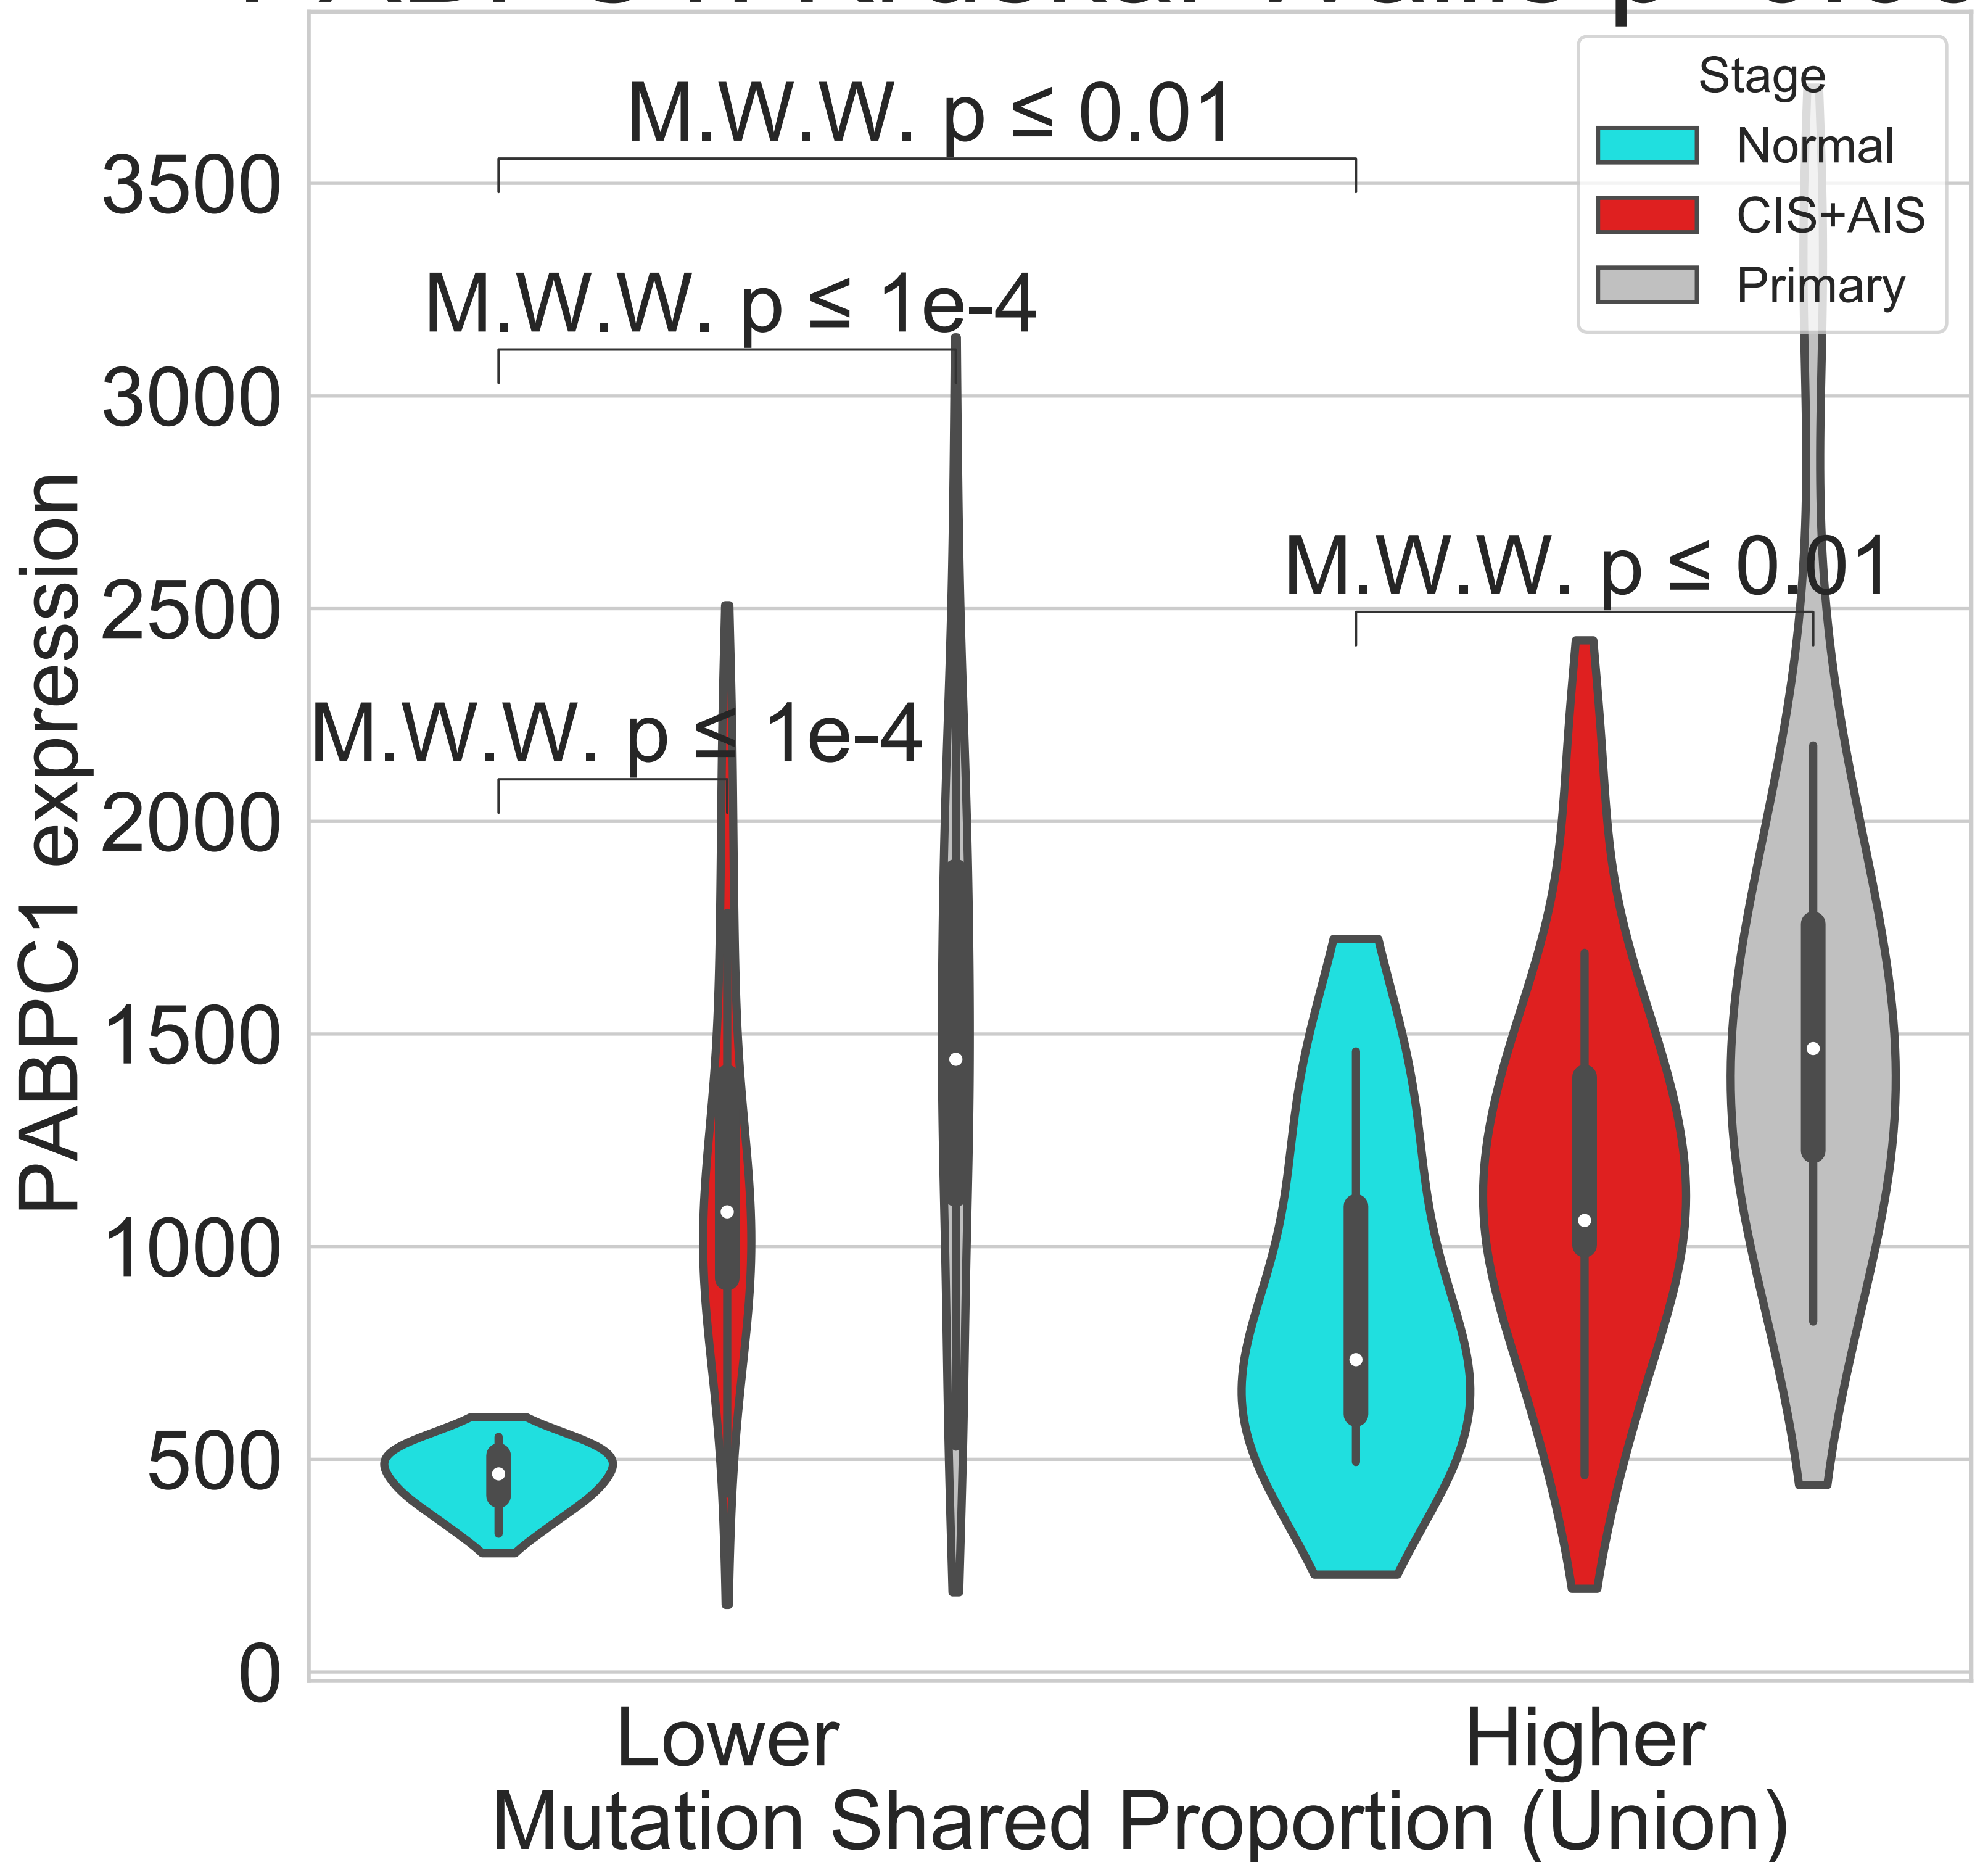 M.W.W. p ≤ 0.01
Stage
Normal
CIS+AIS
Primary
M.W.W. p ≤ 1e-4
M.W.W. p ≤ 0.01
M.W.W. p ≤ 1e-4
3500
3000
2500
2000
1500
1000
500
0
PABPC1 expression
Lower
Higher
Mutation Shared Proportion (Union)